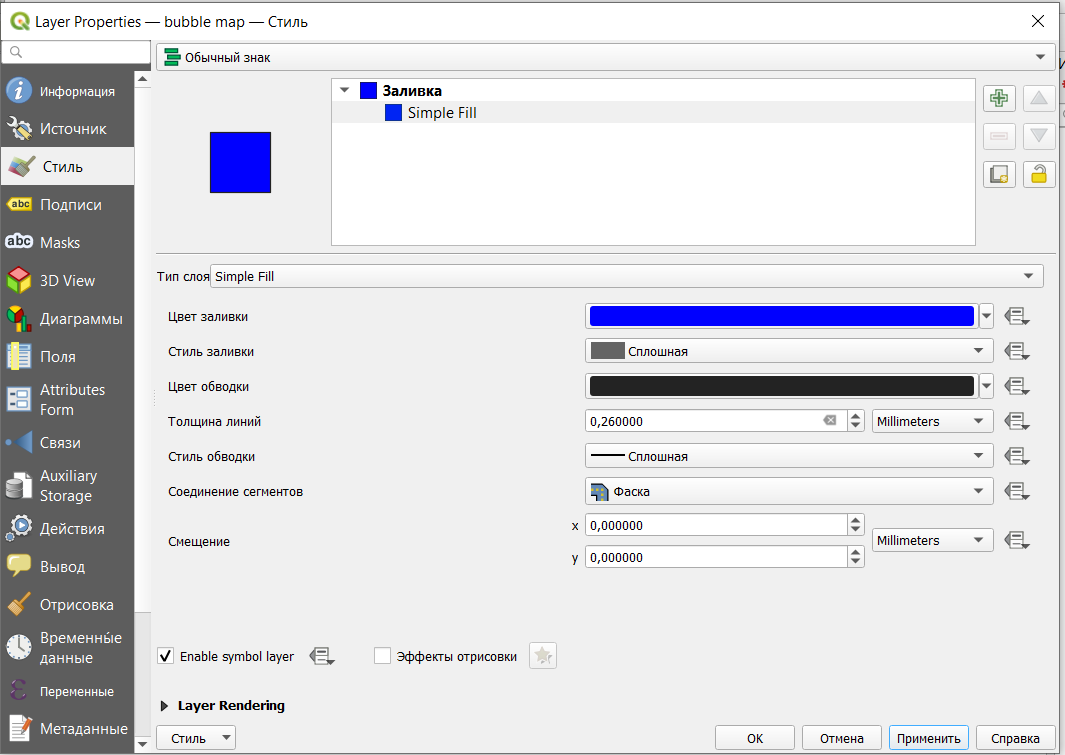 Layer Properties — bubble map — Стиль
Обычный знак
Информация
Источник
Стиль
Подписи
Masks
3D View
Диаграммы
Поля
Attributes
Form
Связи
Auxiliary
Storage
Действия
Вывод
Отрисовка
Временные
данные
Переменные
Метаданные
Заливка
Simple Fill
Тип слоя Simple Fill
Цвет заливки
Стиль заливки Сплошная
Цвет обводки
Толщина линий 0,260000 Millimeters
Стиль обводки Сплошная
Соединение сегментов Фаска
Смещение x 0,000000 Millimeters
y 0,000000
Enable symbol layer Эффекты отрисовки
Layer Rendering
Стиль OK Отмена Применить Справка